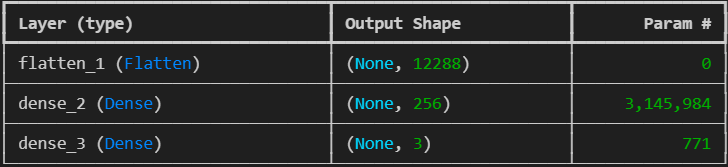 Layer (type) Output Shape Param #
flatten_1 (Flatten) (None, 12288) 0
dense_2 (Dense) (None, 256) 3,145,984
dense_3 (Dense) (None, 3) 771